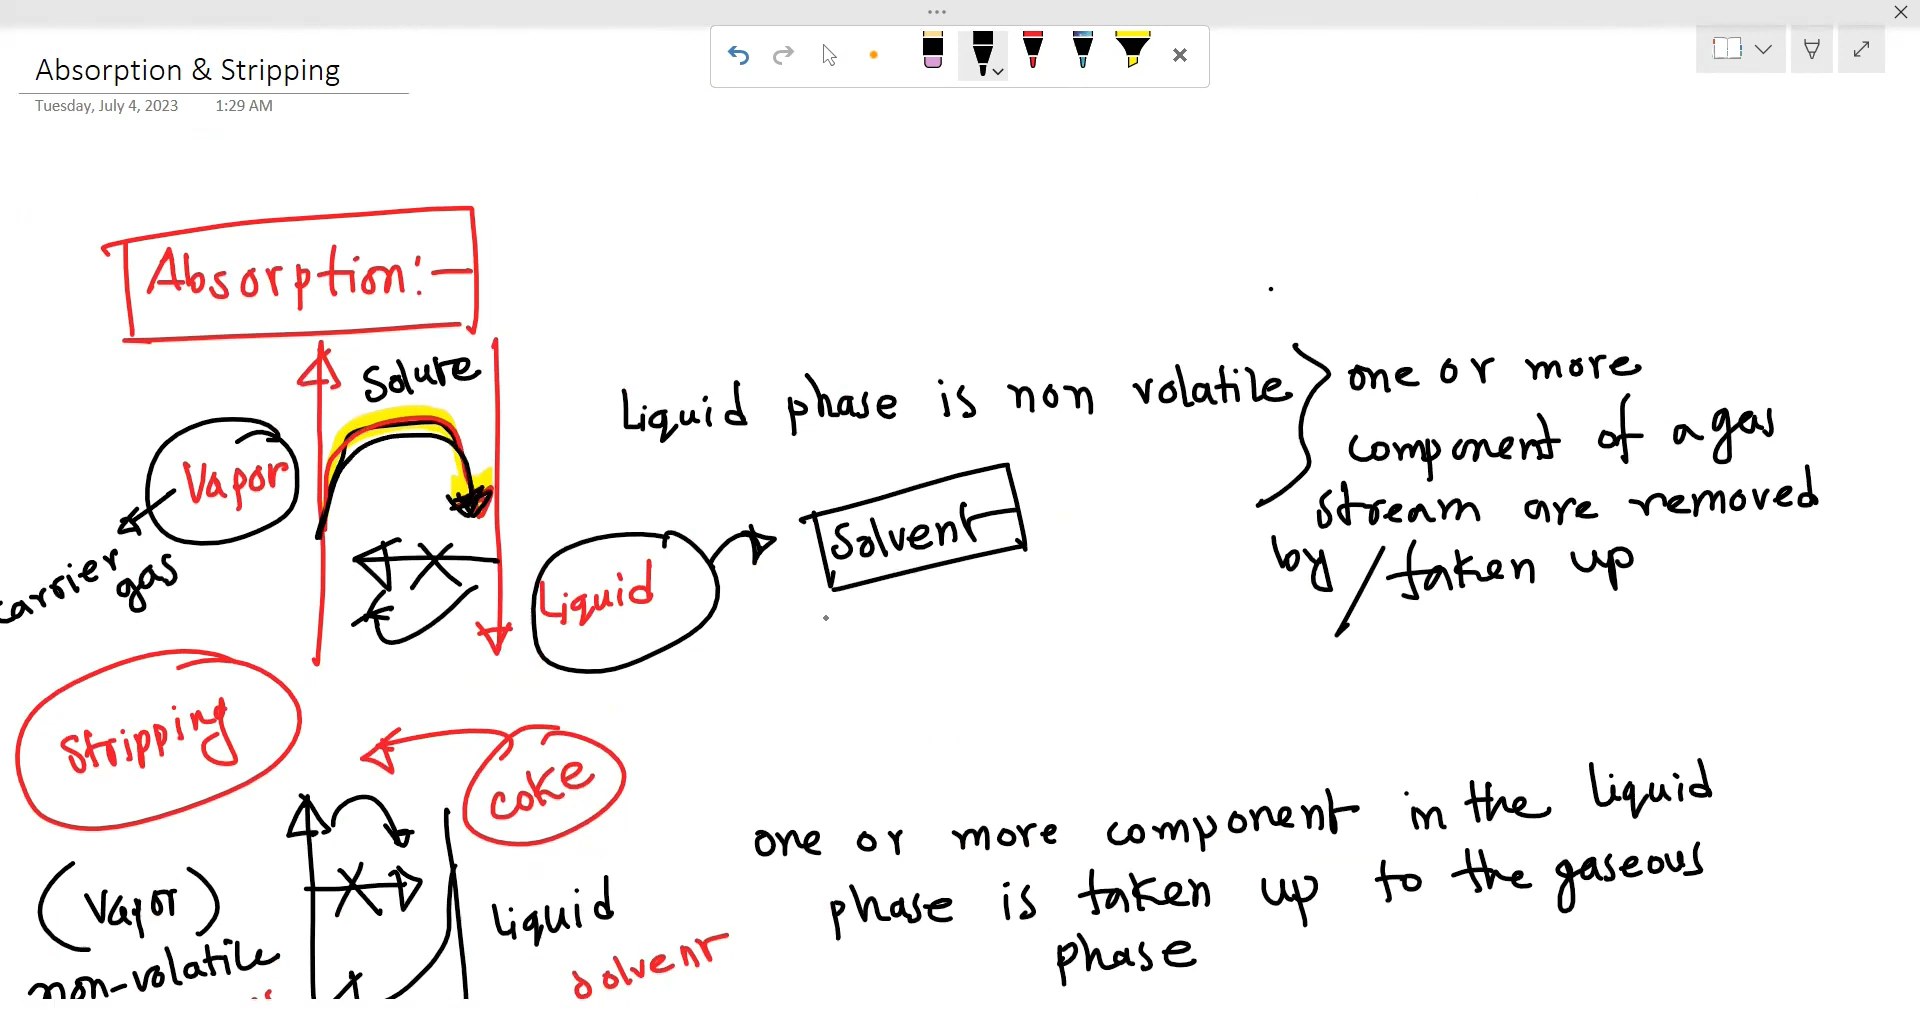 Absorption & Stripping
Tuesday, July 4, 2023 1:29 AM
Absorption:-
Solute
Vapor
Carrier gas
Liquid phase is non volatile
one or more
component of a gas
stream are removed
by / taken up
Solvent
Liquid
Stripping
coke
(Vapor)
non-volatile
Liquid
solvent
one or more component in the liquid
phase is taken up to the gaseous
phase